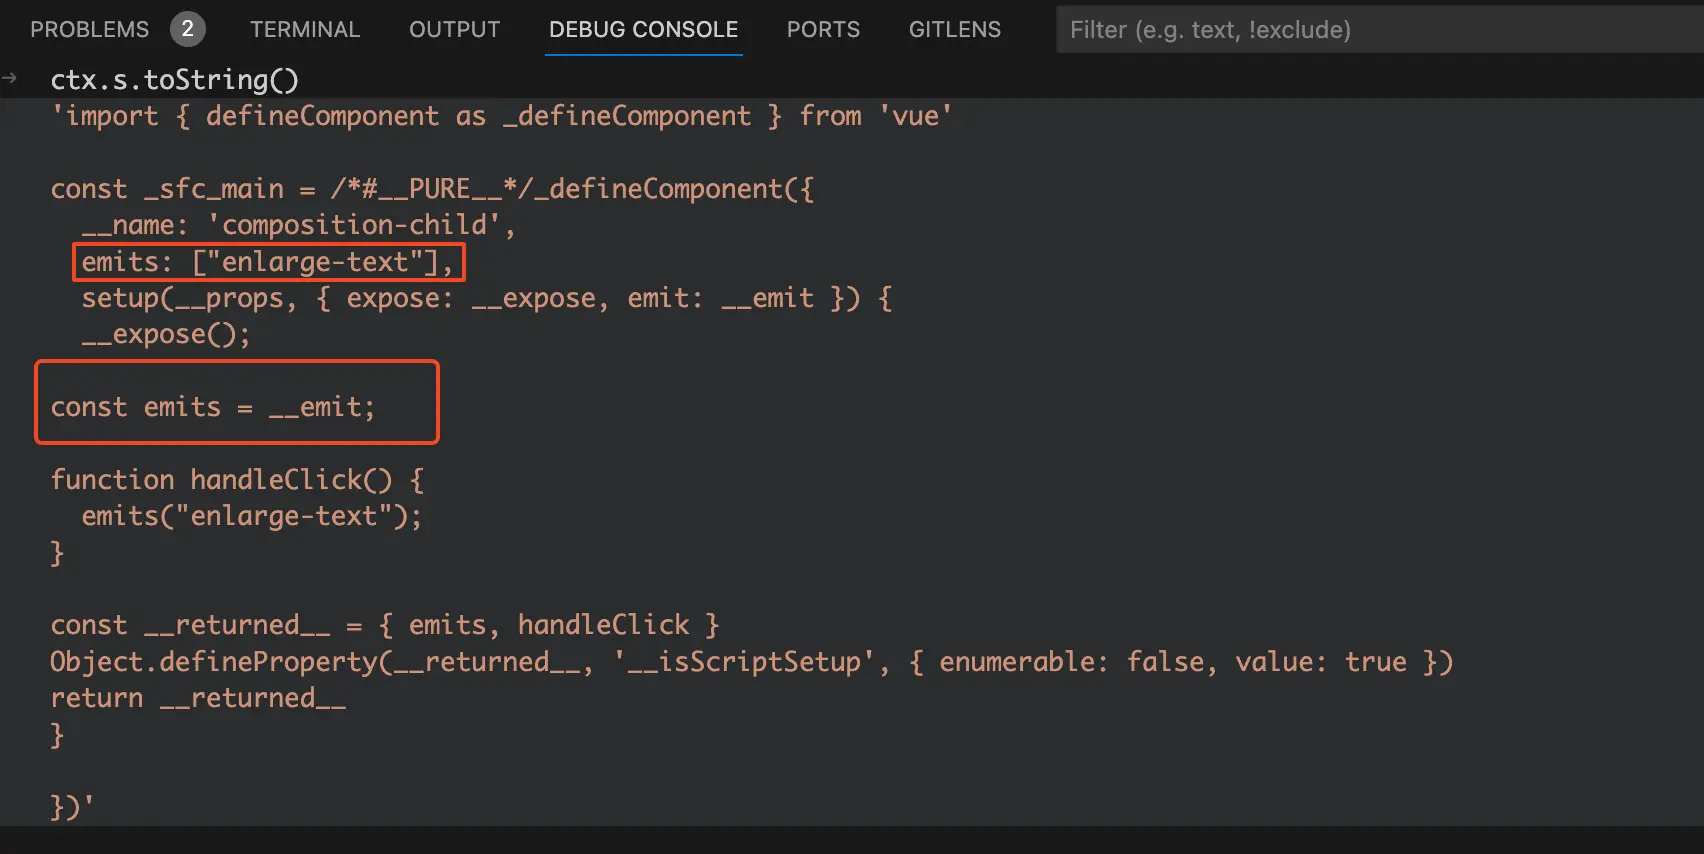 PROBLEMS 2 TERMINAL OUTPUT DEBUG CONSOLE PORTS GITLENS Filter (e.g. text, !exclude)
→ ctx.s.toString()
'import { defineComponent as _defineComponent } from 'vue'

const _sfc_main = /*#__PURE__*/_defineComponent({
  __name: 'composition-child',
  emits: ["enlarge-text"],
  setup(__props, { expose: __expose, emit: __emit }) {
  __expose();

const emits = __emit;

function handleClick() {
  emits("enlarge-text");
}

const __returned__ = { emits, handleClick }
Object.defineProperty(__returned__, '__isScriptSetup', { enumerable: false, value: true })
return __returned__
}

})'